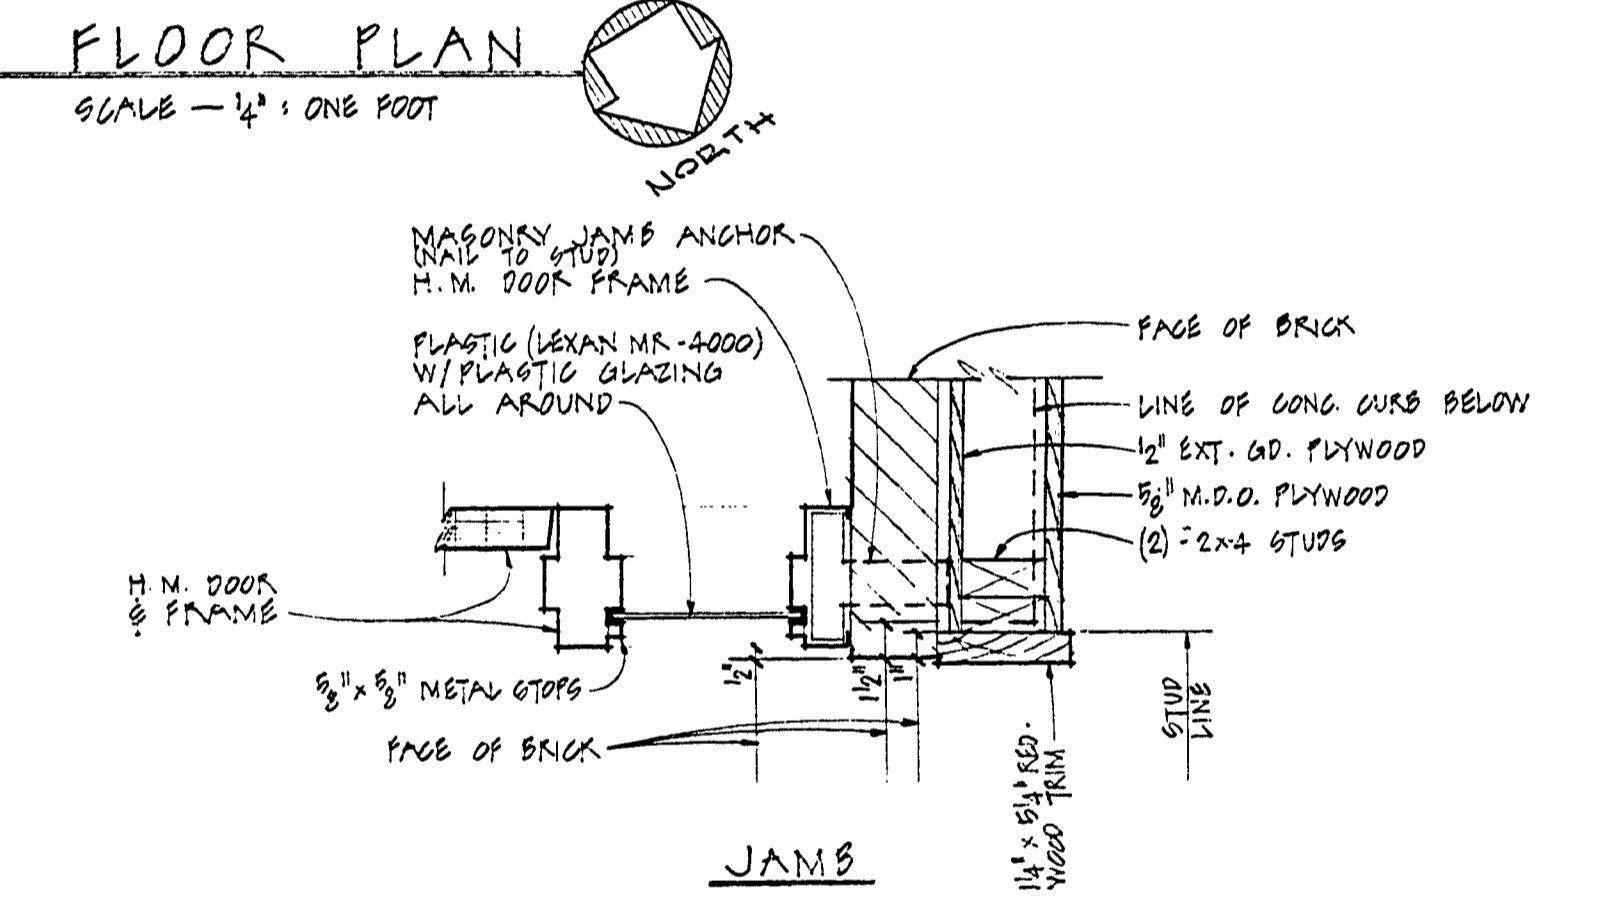 FLOOR PLAN
SCALE — 1/4" : ONE FOOT
NORTH
MASONRY JAMB ANCHOR
(NAIL TO STUD)
H.M. DOOR FRAME
PLASTIC (LEXAN MR-4000)
W/PLASTIC GLAZING
ALL AROUND
FACE OF BRICK
LINE OF CONC. CURB BELOW
1/2" EXT. GD. PLYWOOD
5/8" M.D.O. PLYWOOD
(2) - 2x4 STUDS
H.M. DOOR
& FRAME
5/8" x 5/8" METAL STOPS
1/2"
1 1/2"
1"
FACE OF BRICK
STUD
LINE
1 1/4" x 5 1/4" RED.
WOOD TRIM
JAMB